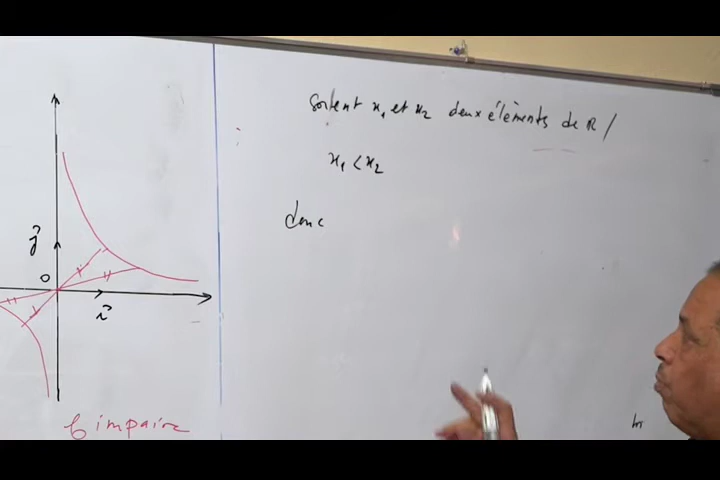 Soient x₁ et x₂ deux éléments de ℝ /
x₁ < x₂
donc
j⃗
O
i⃗
f impaire